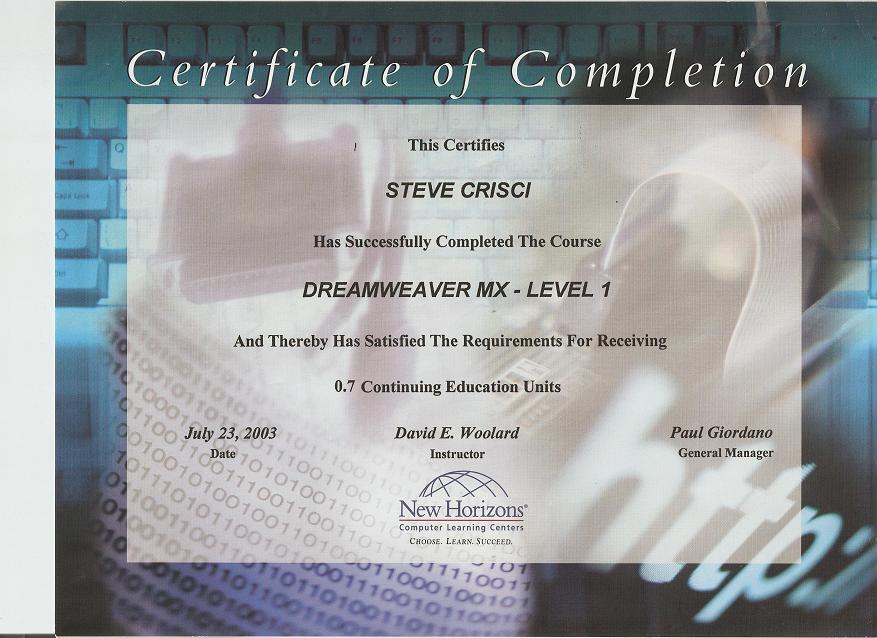 Certificate of Completion
This Certifies
STEVE CRISCI
Has Successfully Completed The Course
DREAMWEAVER MX - LEVEL 1
And Thereby Has Satisfied The Requirements For Receiving
0.7 Continuing Education Units
July 23, 2003 David E. Woolard Paul Giordano
Date Instructor General Manager
New Horizons®
Computer Learning Centers
CHOOSE. LEARN. SUCCEED.
http:/